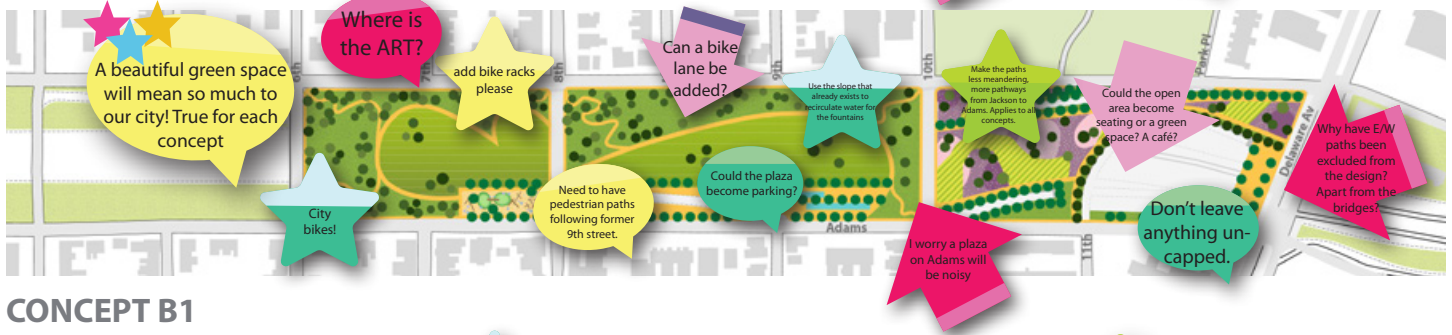 A beautiful green space
will mean so much to
our city! True for each
concept
Where is
the ART?
add bike racks
please
Can a bike
lane be
added?
Use the slope that
already exists to
recirculate water for
the fountains
Make the paths
less meandering,
more pathways
from Jackson to
Adams. Applies to all
concepts.
Could the open
area become
seating or a green
space? A café?
Why have E/W
paths been
excluded from
the design?
Apart from the
bridges?
City
bikes!
Need to have
pedestrian paths
following former
9th street.
Could the plaza
become parking?
I worry a plaza
on Adams will
be noisy
Don’t leave
anything un-
capped.
6th
7th
8th
9th
10th
Park Pl
Delaware Av
Adams
11th
CONCEPT B1